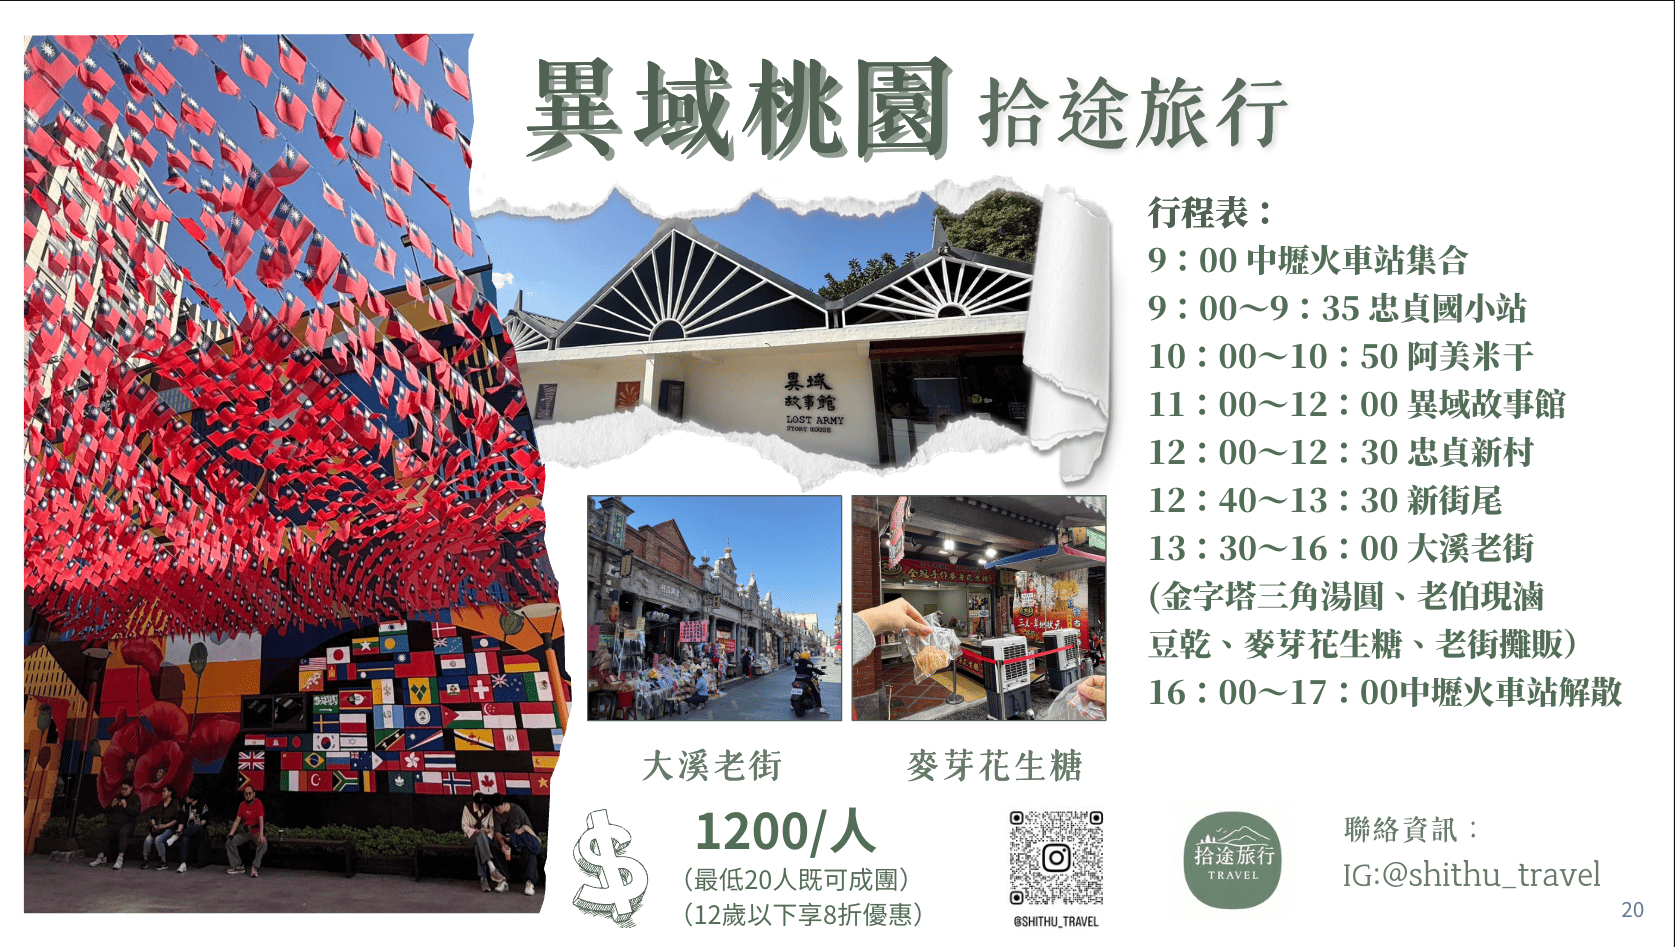 異域桃園 拾途旅行
異域
故事館
LOST ARMY
STORY HOUSE
行程表：
9：00 中壢火車站集合
9：00～9：35 忠貞國小站
10：00～10：50 阿美米干
11：00～12：00 異域故事館
12：00～12：30 忠貞新村
12：40～13：30 新街尾
13：30～16：00 大溪老街
(金字塔三角湯圓、老伯現滷
豆乾、麥芽花生糖、老街攤販）
16：00～17：00中壢火車站解散
大溪老街
麥芽花生糖
1200/人
（最低20人既可成團）
（12歲以下享8折優惠）
@SHITHU_TRAVEL
拾途旅行
TRAVEL
聯絡資訊：
IG:@shithu_travel
20